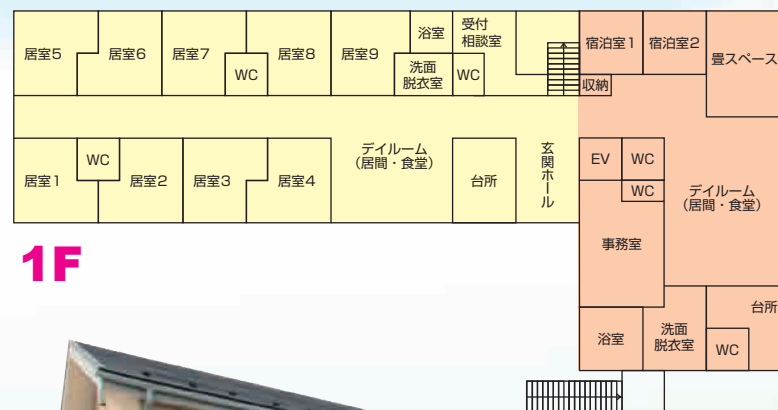 居室5
居室6
居室7
WC
居室8
居室9
浴室
洗面
脱衣室
受付
相談室
WC
宿泊室1
宿泊室2
畳スペース
収納
居室1
WC
居室2
居室3
居室4
デイルーム
(居間・食堂)
台所
玄関ホール
EV
WC
WC
デイルーム
(居間・食堂)
事務室
浴室
洗面
脱衣室
台所
WC
1F